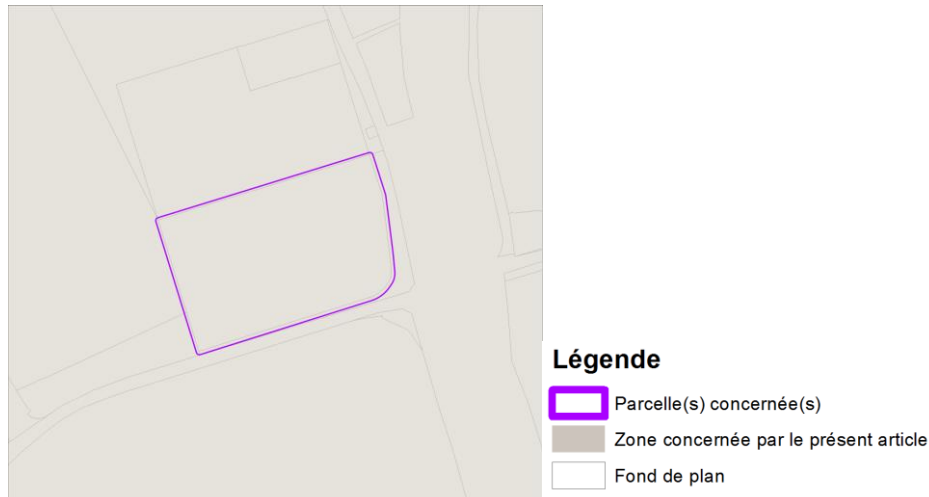 Légende
Parcelle(s) concernée(s)
Zone concernée par le présent article
Fond de plan